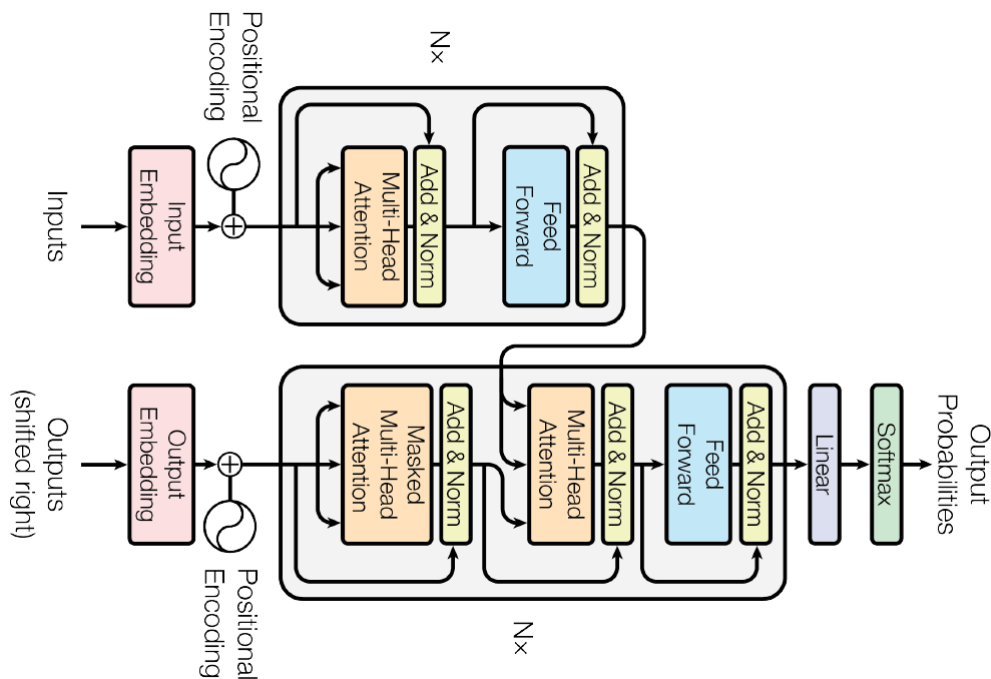 Inputs
Input
Embedding
Positional
Encoding
Nx
Multi-Head
Attention
Add & Norm
Feed
Forward
Add & Norm
Outputs
(shifted right)
Output
Embedding
Positional
Encoding
Nx
Masked
Multi-Head
Attention
Add & Norm
Multi-Head
Attention
Add & Norm
Feed
Forward
Add & Norm
Linear
Softmax
Output
Probabilities